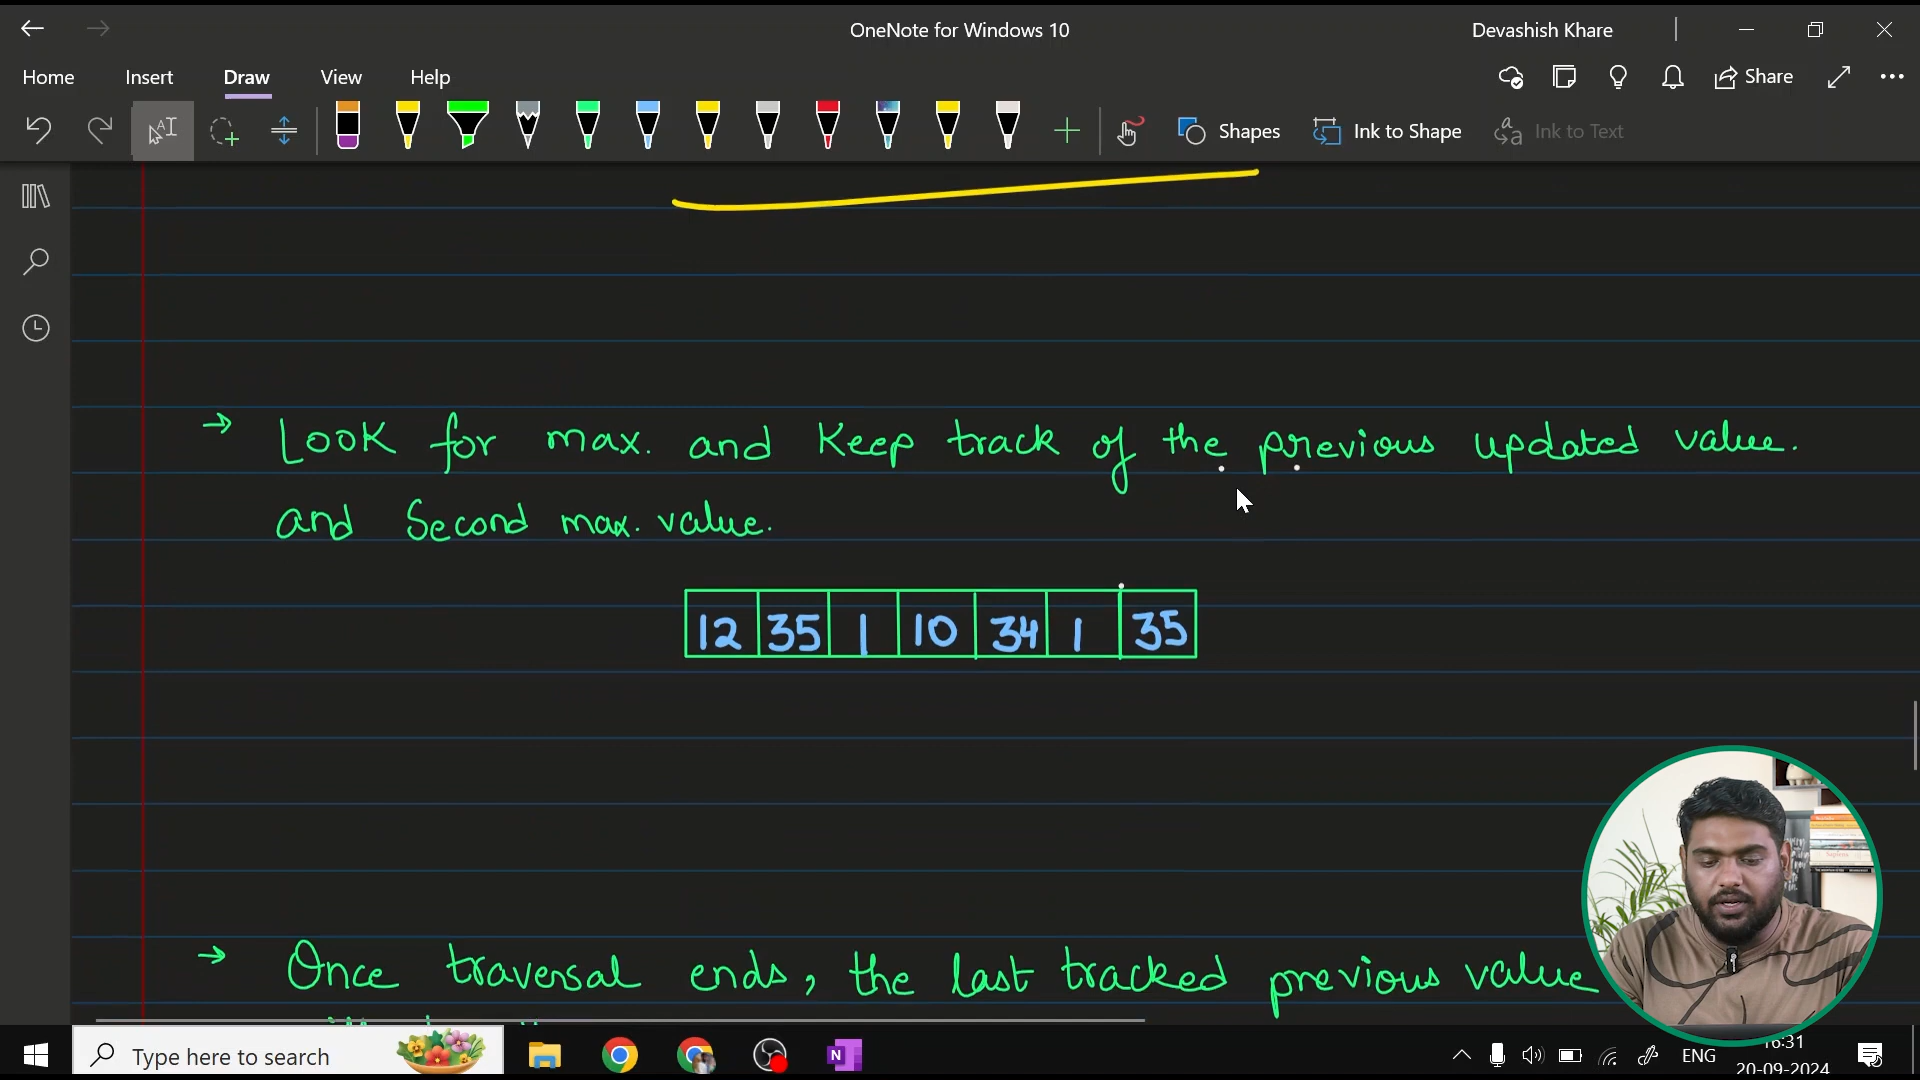 OneNote for Windows 10
Devashish Khare
Home Insert Draw View Help
Share
Shapes Ink to Shape Ink to Text
→ Look for max. and Keep track of the previous updated value.
and Second max. value.
12 35 1 10 34 1 35
→ Once traversal ends, the last tracked previous value
Type here to search
ENG
16:31
20-09-2024